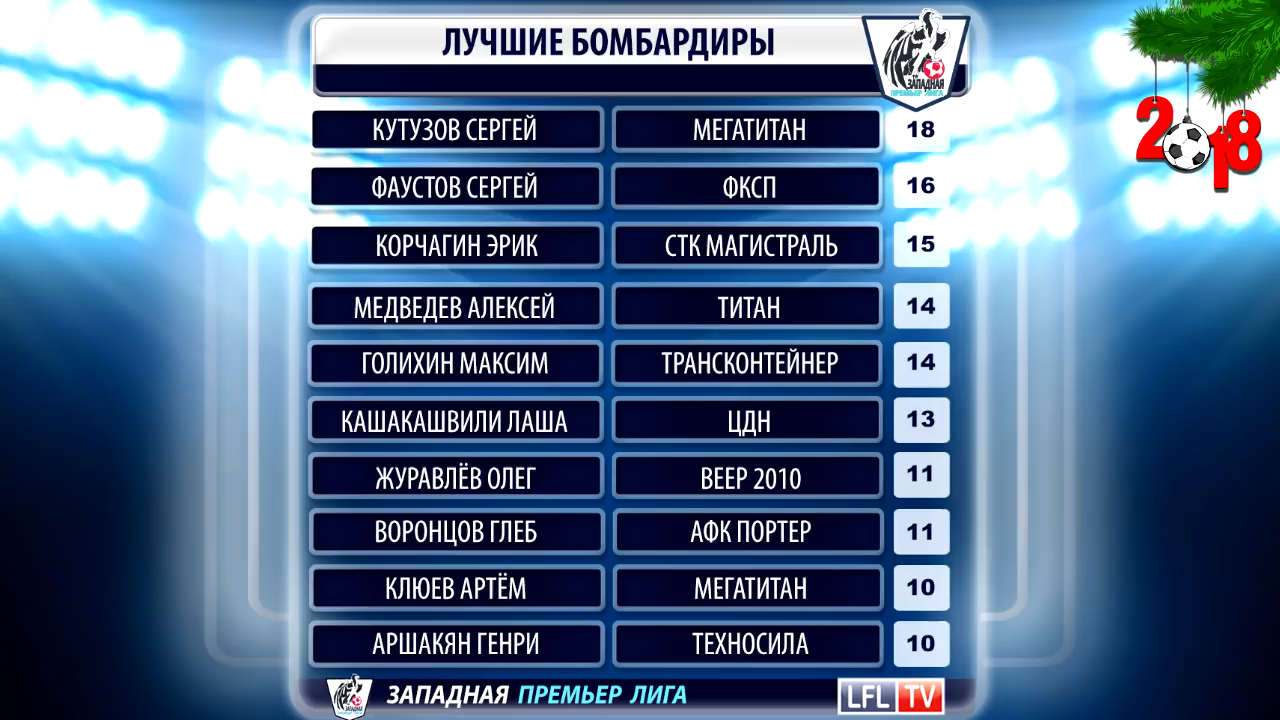 ЛУЧШИЕ БОМБАРДИРЫ
ЗАПАДНАЯ
ПРЕМЬЕР ЛИГА
2018
КУТУЗОВ СЕРГЕЙ МЕГАТИТАН 18
ФАУСТОВ СЕРГЕЙ ФКСП 16
КОРЧАГИН ЭРИК СТК МАГИСТРАЛЬ 15
МЕДВЕДЕВ АЛЕКСЕЙ ТИТАН 14
ГОЛИХИН МАКСИМ ТРАНСКОНТЕЙНЕР 14
КАШАКАШВИЛИ ЛАША ЦДН 13
ЖУРАВЛЁВ ОЛЕГ ВЕЕР 2010 11
ВОРОНЦОВ ГЛЕБ АФК ПОРТЕР 11
КЛЮЕВ АРТЁМ МЕГАТИТАН 10
АРШАКЯН ГЕНРИ ТЕХНОСИЛА 10
ЗАПАДНАЯ ПРЕМЬЕР ЛИГА LFL TV